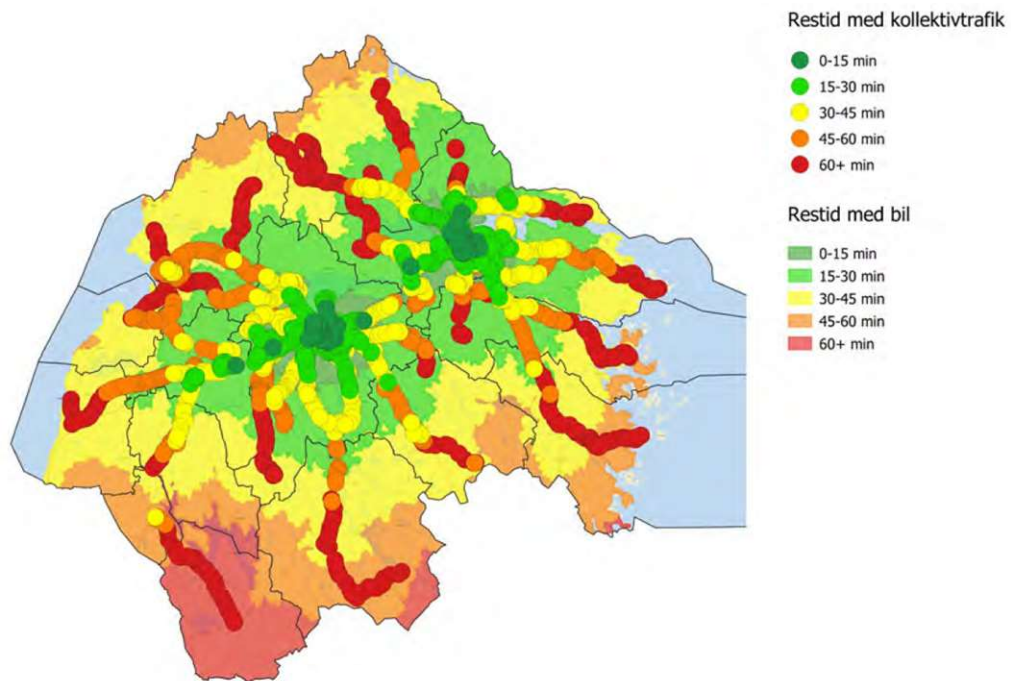 Restid med kollektivtrafik
0-15 min
15-30 min
30-45 min
45-60 min
60+ min
Restid med bil
0-15 min
15-30 min
30-45 min
45-60 min
60+ min